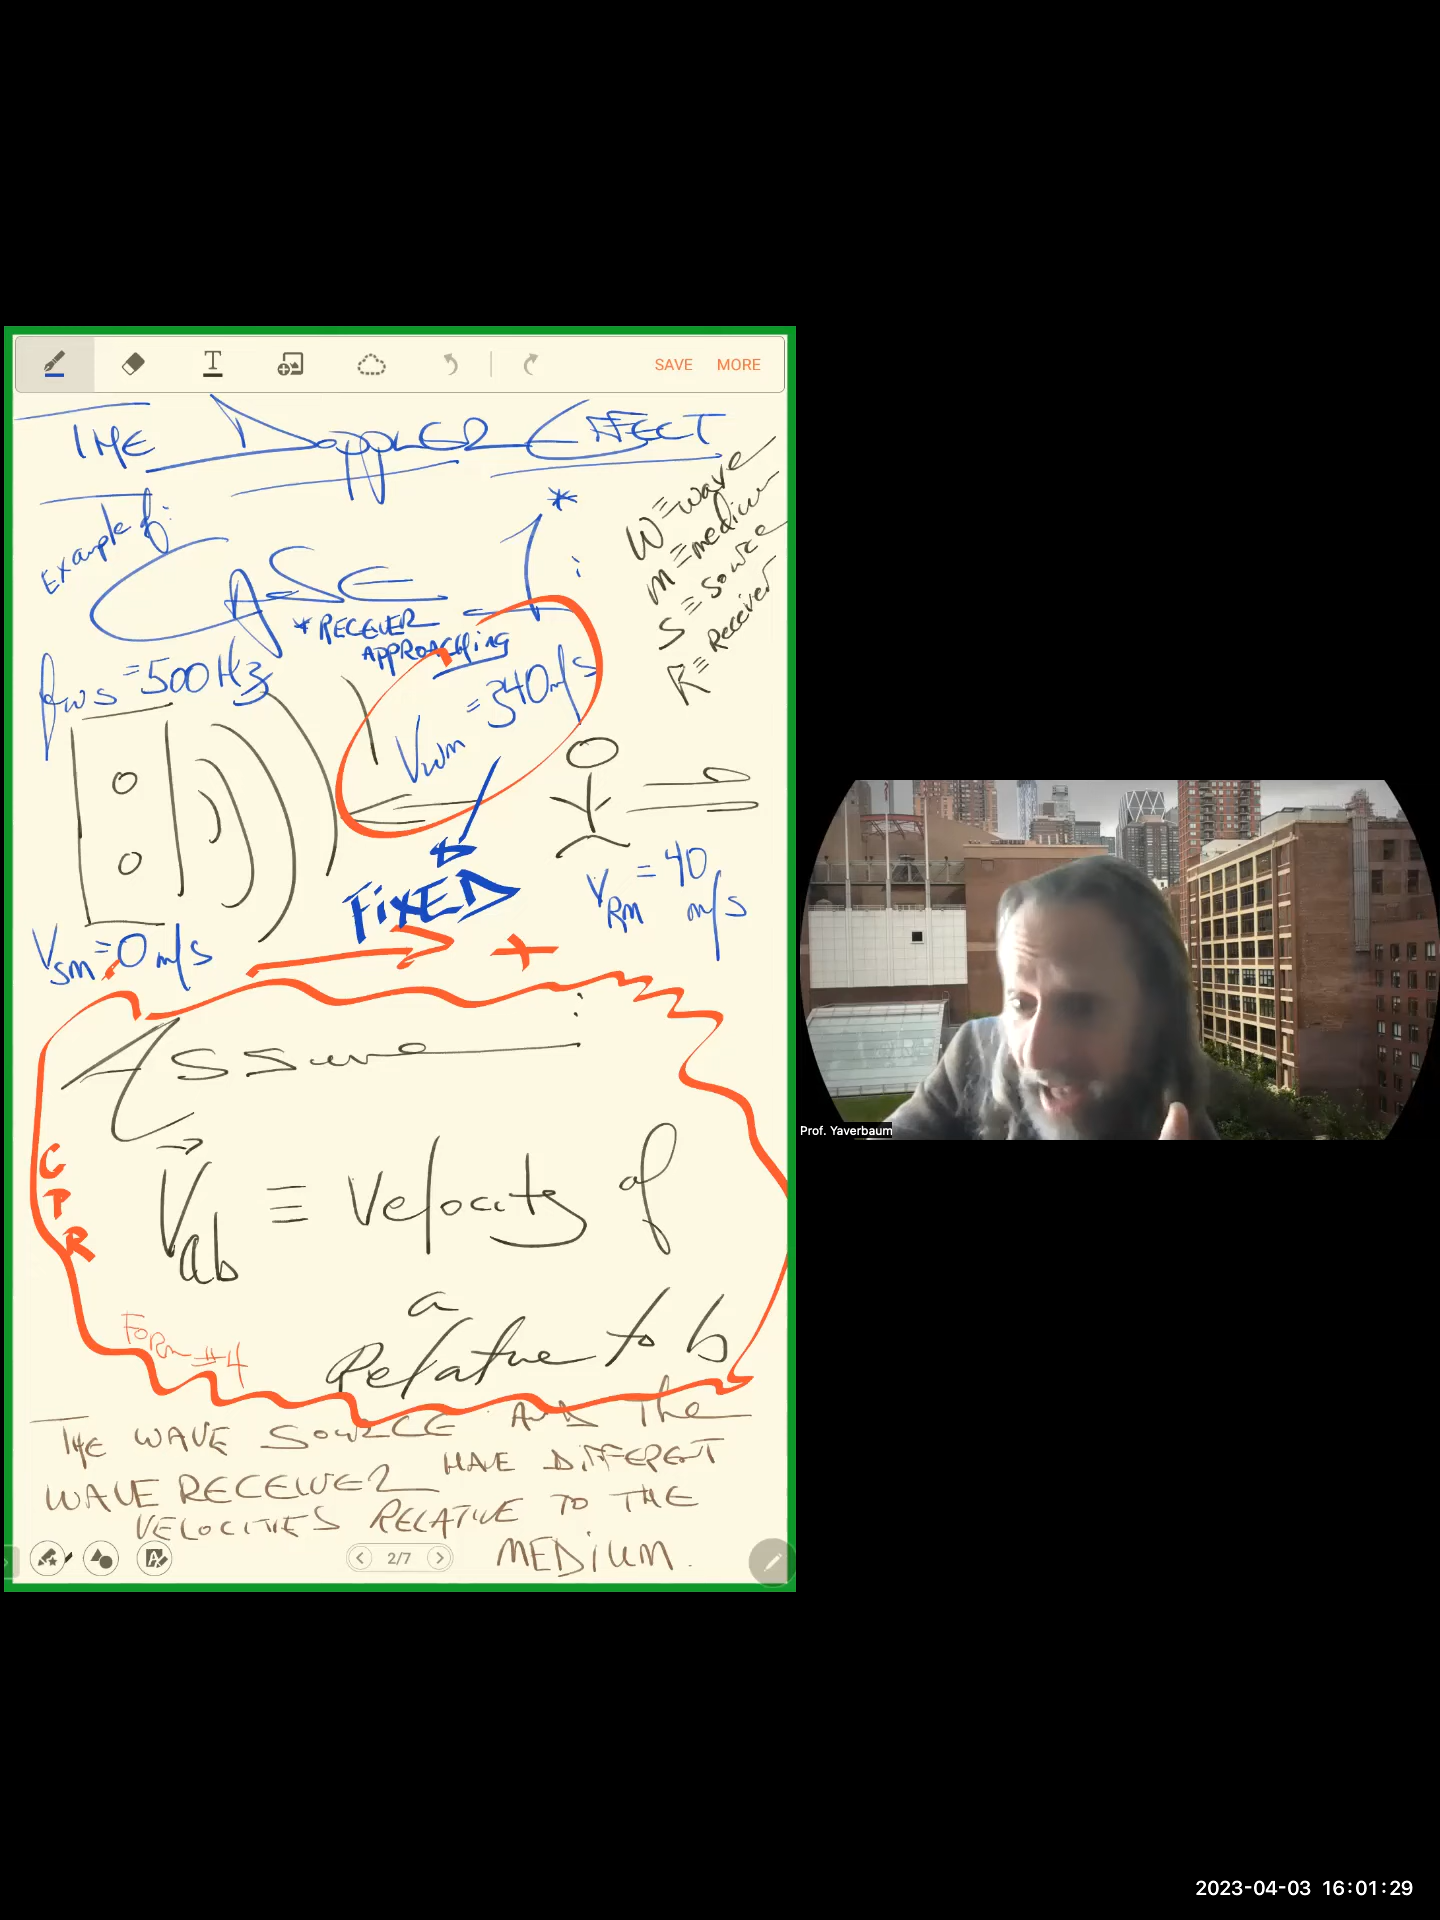 SAVE MORE
THE DOPPLER EFFECT
Example of:
CASE 1*:
* RECEIVER
APPROACHING
W ≡ wave
m ≡ medium
S ≡ Source
R ≡ Receiver
fws = 500 Hz
Vwm = 340 m/s
FIXED
VRm = 40
m/s
Vsm = 0 m/s
+
Assume:
CPR
Vab ≡ Velocity of
a
Relative to b
Form #4
THE WAVE SOURCE AND The
WAVE RECEIVER HAVE DIFFERENT
VELOCITIES RELATIVE TO THE
MEDIUM.
2/7
Prof. Yaverbaum
2023-04-03 16:01:29